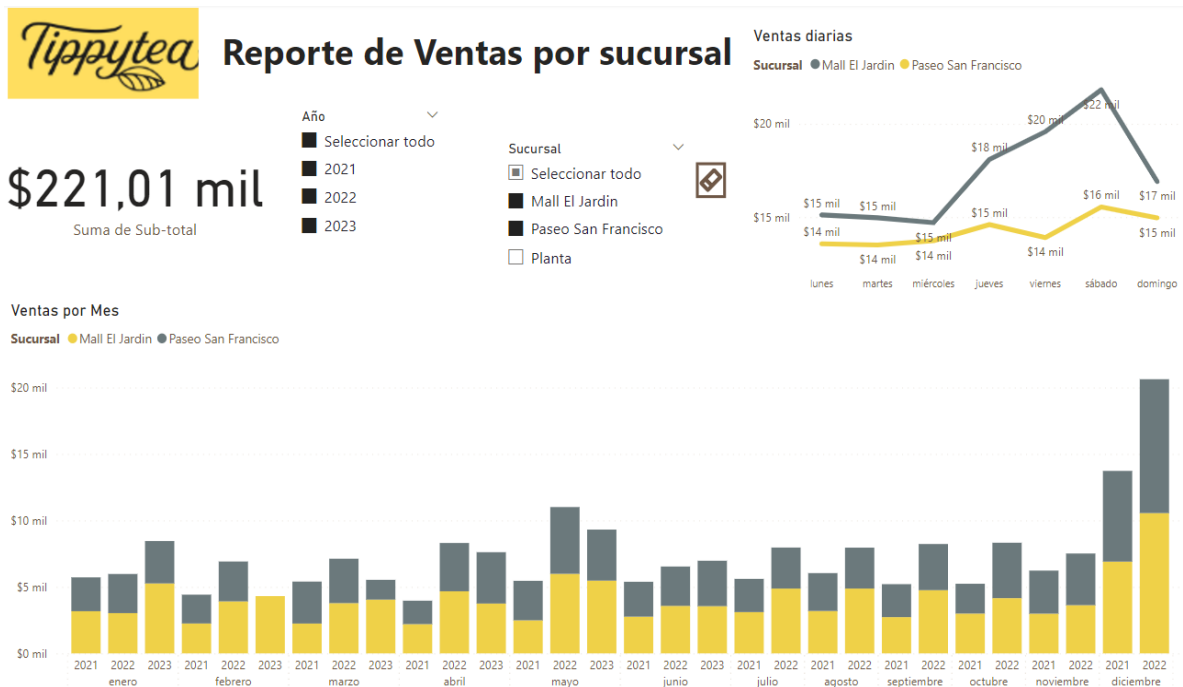 Tippytea
Reporte de Ventas por sucursal
$221,01 mil
Suma de Sub-total
Año
Seleccionar todo
2021
2022
2023
Sucursal
Seleccionar todo
Mall El Jardin
Paseo San Francisco
Planta
Ventas diarias
Sucursal Mall El Jardin Paseo San Francisco
$20 mil
$15 mil
$15 mil $15 mil $15 mil $18 mil $20 mil $22 mil $17 mil
$14 mil $14 mil $14 mil $15 mil $14 mil $16 mil $15 mil
lunes martes miércoles jueves viernes sábado domingo
Ventas por Mes
Sucursal Mall El Jardin Paseo San Francisco
$20 mil
$15 mil
$10 mil
$5 mil
$0 mil
2021 2022 2023 2021 2022 2023 2021 2022 2023 2021 2022 2023 2021 2022 2023 2021 2022 2023 2021 2022 2021 2022 2021 2022 2021 2022 2021 2022 2021 2022
enero febrero marzo abril mayo junio julio agosto septiembre octubre noviembre diciembre